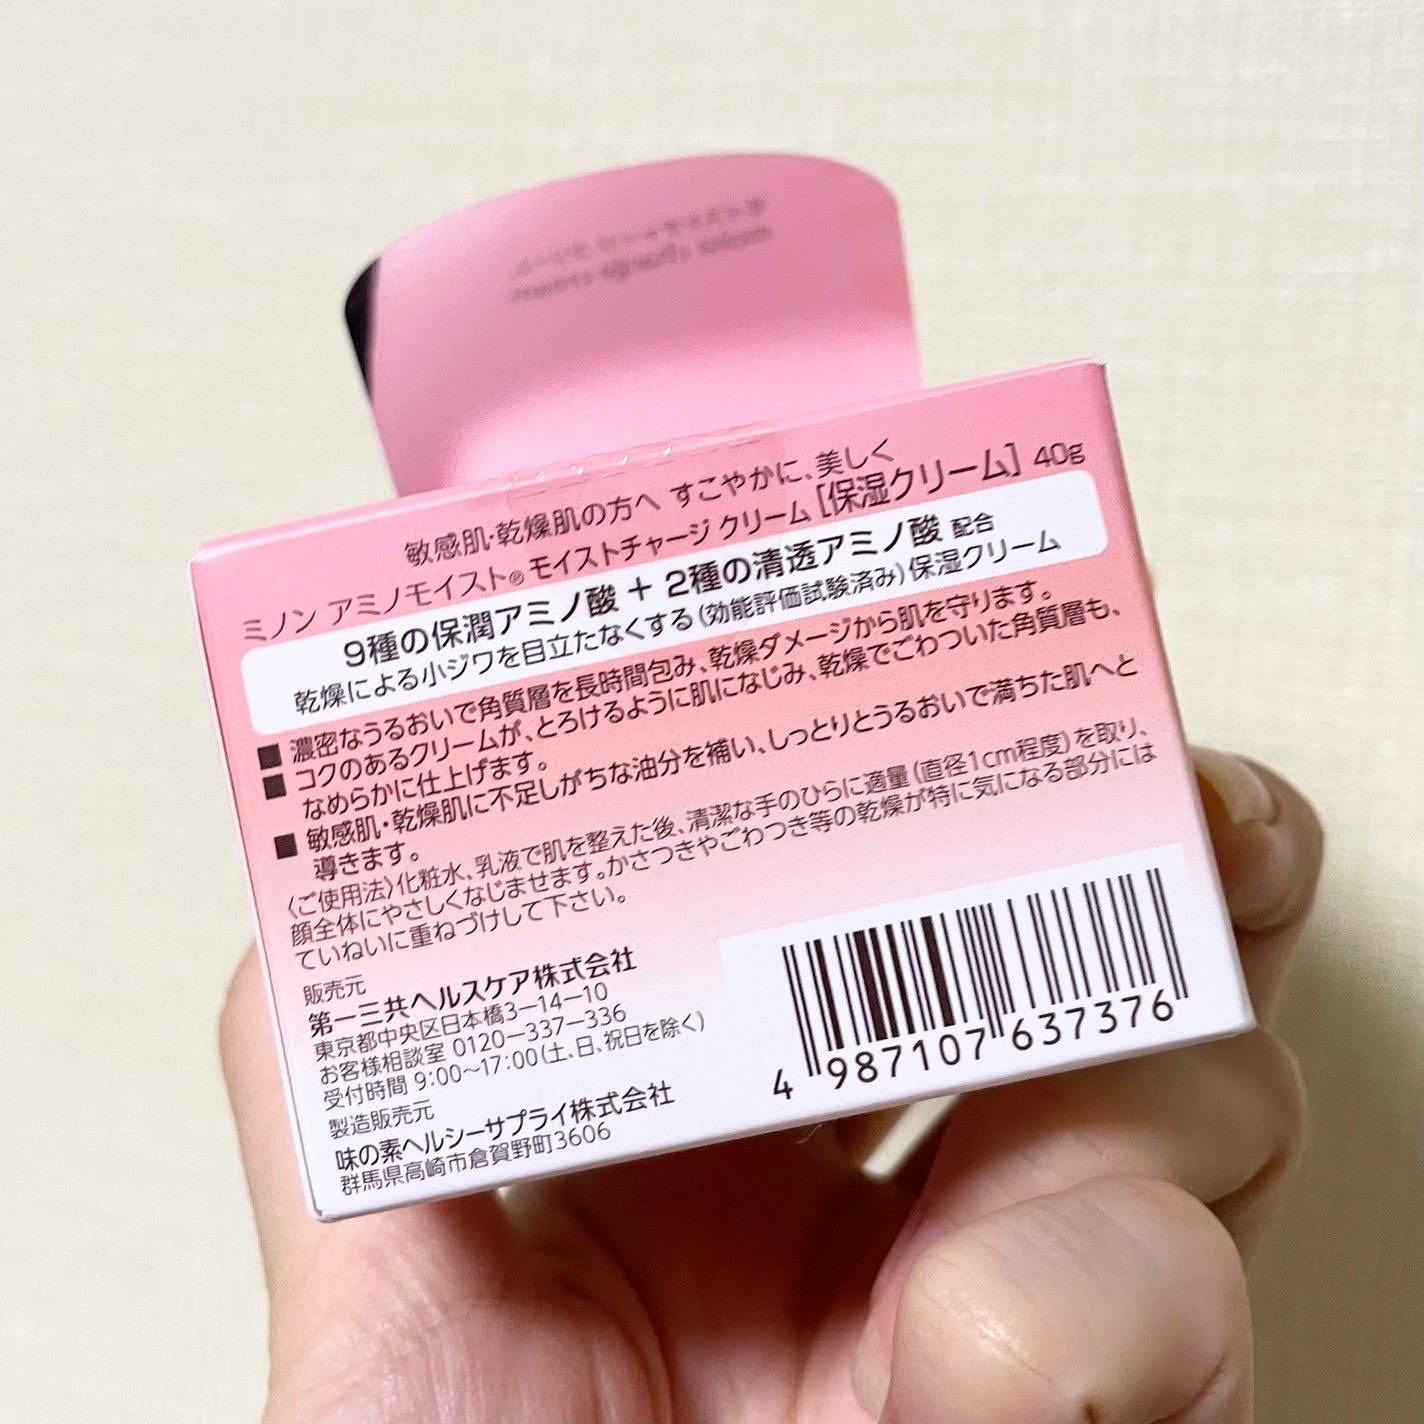 敏感肌・乾燥肌の方へ すこやかに、美しく
ミノン アミノモイスト® モイストチャージ クリーム [保湿クリーム] 40g
9種の保潤アミノ酸 + 2種の清透アミノ酸 配合
乾燥による小ジワを目立たなくする(効能評価試験済み)保湿クリーム
■ 濃密なうるおいで角質層を長時間包み、乾燥ダメージから肌を守ります。
■ コクのあるクリームが、とろけるように肌になじみ、乾燥でごわついた角質層も、
なめらかに仕上げます。
■ 敏感肌・乾燥肌に不足しがちな油分を補い、しっとりとうるおいで満ちた肌へと
導きます。
〈ご使用法〉化粧水、乳液で肌を整えた後、清潔な手のひらに適量(直径1cm程度)を取り、
顔全体にやさしくなじませます。かさつきやごわつき等の乾燥が特に気になる部分には
ていねいに重ねづけして下さい。
販売元
第一三共ヘルスケア株式会社
東京都中央区日本橋3-14-10
お客様相談室 0120-337-336
受付時間 9:00~17:00(土、日、祝日を除く)
製造販売元
味の素ヘルシーサプライ株式会社
群馬県高崎市倉賀野町3606
4 987107 637376